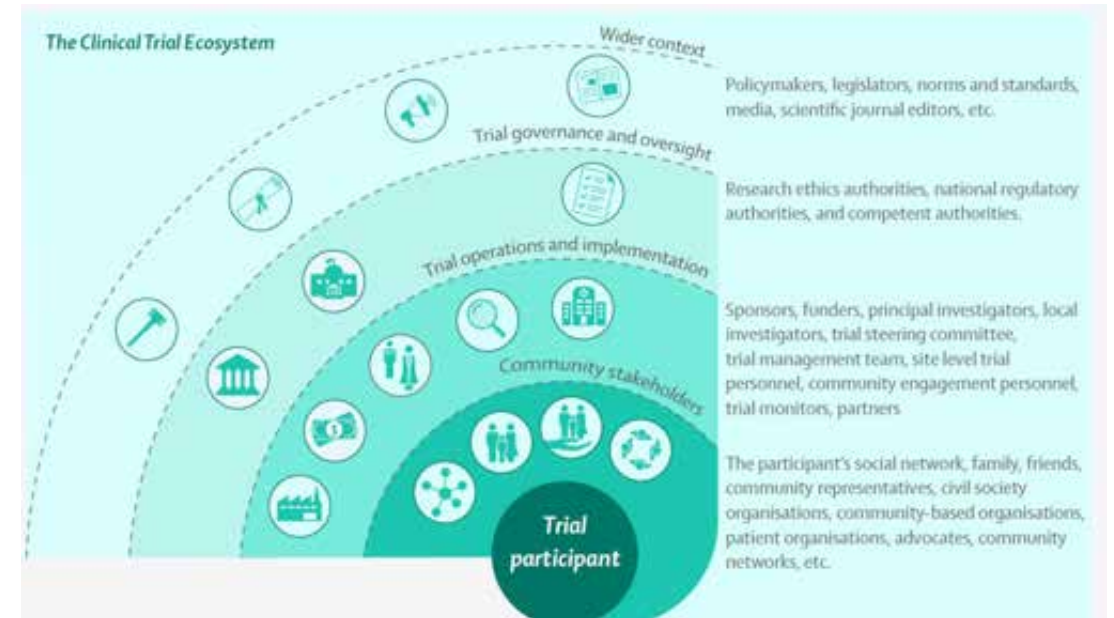 The Clinical Trial Ecosystem
Wider context
Policymakers, legislators, norms and standards,
media, scientific journal editors, etc.
Trial governance and oversight
Research ethics authorities, national regulatory
authorities, and competent authorities.
Trial operations and implementation
Sponsors, funders, principal investigators, local
investigators, trial steering committee,
trial management team, site level trial
personnel, community engagement personnel,
trial monitors, partners
Community stakeholders
The participant's social network, family, friends,
community representatives, civil society
organisations, community-based organisations,
patient organisations, advocates, community
networks, etc.
Trial
participant